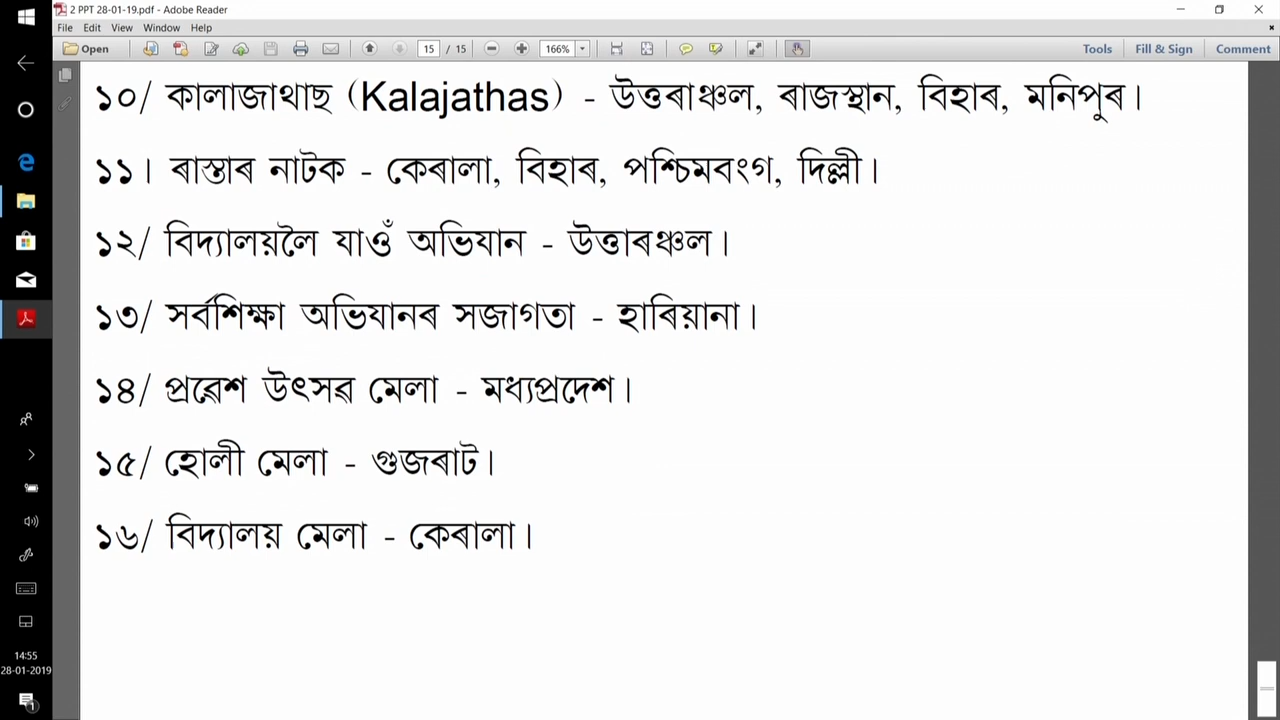 2 PPT 28-01-19.pdf - Adobe Reader
File Edit View Window Help
Open 15 / 15 166% Tools Fill & Sign Comment
১০/ কালাজাথাছ (Kalajathas) - উত্তৰাঞ্চল, ৰাজস্থান, বিহাৰ, মনিপুৰ।
১১। ৰাস্তাৰ নাটক - কেৰালা, বিহাৰ, পশ্চিমবংগ, দিল্লী।
১২/ বিদ্যালয়লৈ যাওঁ অভিযান - উত্তাৰঞ্চল।
১৩/ সৰ্বশিক্ষা অভিযানৰ সজাগতা - হাৰিয়ানা।
১৪/ প্ৰৱেশ উৎসৱ মেলা - মধ্যপ্ৰদেশ।
১৫/ হোলী মেলা - গুজৰাট।
১৬/ বিদ্যালয় মেলা - কেৰালা।
14:55
28-01-2019
1